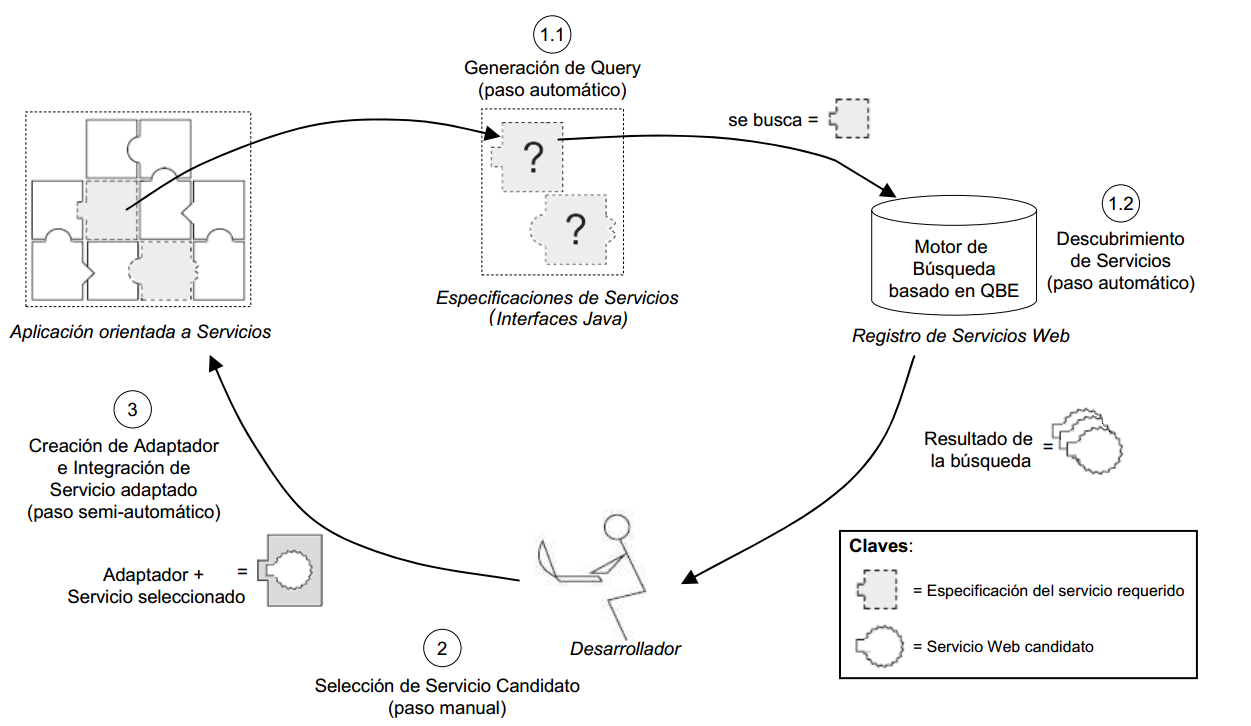 1.1
Generación de Query
(paso automático)
se busca =
?
?
Motor de
Búsqueda
basado en QBE
1.2
Descubrimiento
de Servicios
(paso automático)
Especificaciones de Servicios
(Interfaces Java)
Aplicación orientada a Servicios
Registro de Servicios Web
3
Creación de Adaptador
e Integración de
Servicio adaptado
(paso semi-automático)
Resultado de
la búsqueda
=
Adaptador +
Servicio seleccionado
=
Claves:
= Especificación del servicio requerido
= Servicio Web candidato
Desarrollador
2
Selección de Servicio Candidato
(paso manual)